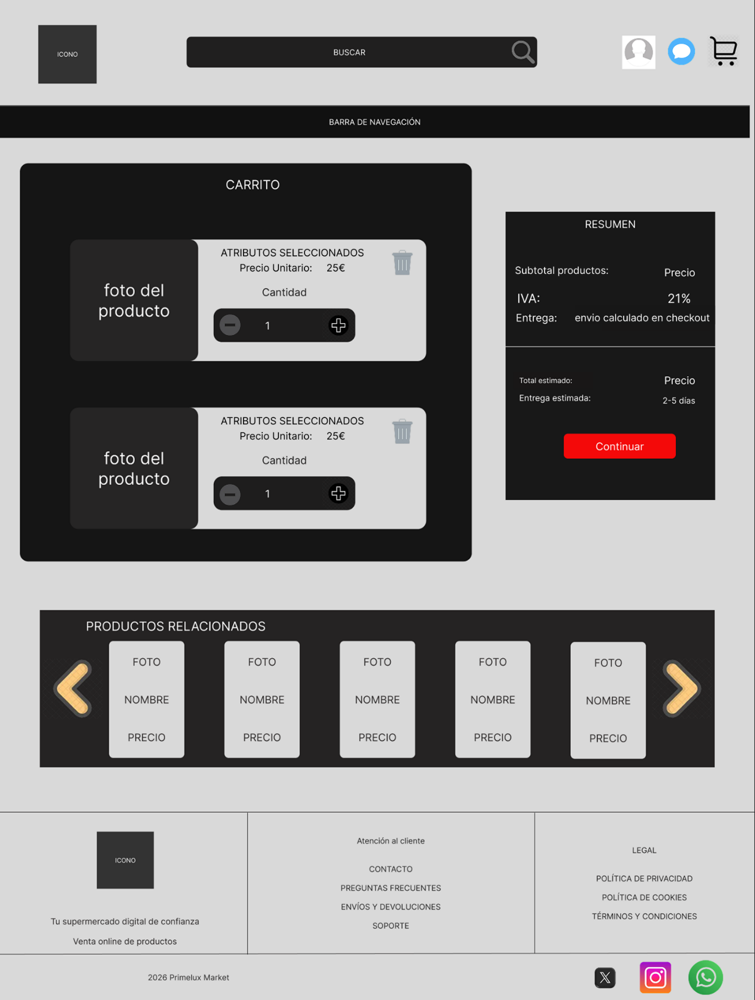 ICONO
BUSCAR
BARRA DE NAVEGACIÓN
CARRITO
foto del
producto
ATRIBUTOS SELECCIONADOS
Precio Unitario: 25€
Cantidad
1
foto del
producto
ATRIBUTOS SELECCIONADOS
Precio Unitario: 25€
Cantidad
1
RESUMEN
Subtotal productos: Precio
IVA: 21%
Entrega: envio calculado en checkout
Total estimado: Precio
Entrega estimada: 2-5 días
Continuar
PRODUCTOS RELACIONADOS
FOTO
NOMBRE
PRECIO
FOTO
NOMBRE
PRECIO
FOTO
NOMBRE
PRECIO
FOTO
NOMBRE
PRECIO
FOTO
NOMBRE
PRECIO
ICONO
Tu supermercado digital de confianza
Venta online de productos
Atención al cliente
CONTACTO
PREGUNTAS FRECUENTES
ENVÍOS Y DEVOLUCIONES
SOPORTE
LEGAL
POLÍTICA DE PRIVACIDAD
POLÍTICA DE COOKIES
TÉRMINOS Y CONDICIONES
2026 Primelux Market